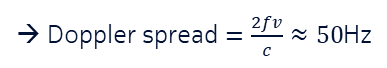 → Doppler spread = 2fv/c ≈ 50Hz